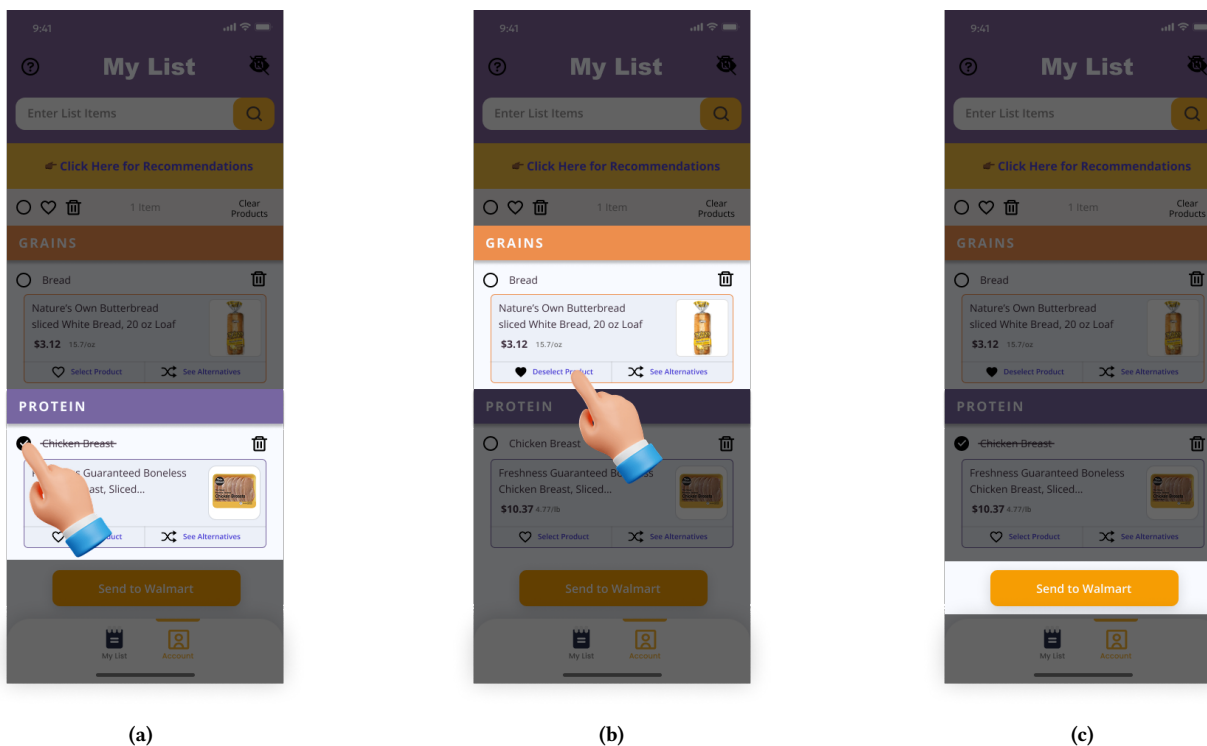 9:41
My List
Enter List Items
Click Here for Recommendations
1 Item
Clear
Products
GRAINS
Bread
Nature's Own Butterbread
sliced White Bread, 20 oz Loaf
$3.12 15.7/oz
Select Product
See Alternatives
PROTEIN
Chicken Breast
Guaranteed Boneless
Sliced...
See Alternatives
Send to Walmart
My List
Account
(a)
9:41
My List
Enter List Items
Click Here for Recommendations
1 Item
Clear
Products
GRAINS
Bread
Nature's Own Butterbread
sliced White Bread, 20 oz Loaf
$3.12 15.7/oz
Deselect Product
See Alternatives
PROTEIN
Chicken Breast
Freshness Guaranteed Boneless
Chicken Breast, Sliced...
$10.37 4.77/lb
Select Product
See Alternatives
Send to Walmart
My List
Account
(b)
9:41
My List
Enter List Items
Click Here for Recommendations
1 Item
Clear
Products
GRAINS
Bread
Nature's Own Butterbread
sliced White Bread, 20 oz Loaf
$3.12 15.7/oz
Deselect Product
See Alternatives
PROTEIN
Chicken Breast
Freshness Guaranteed Boneless
Chicken Breast, Sliced...
$10.37 4.77/lb
Select Product
See Alternatives
Send to Walmart
My List
Account
(c)